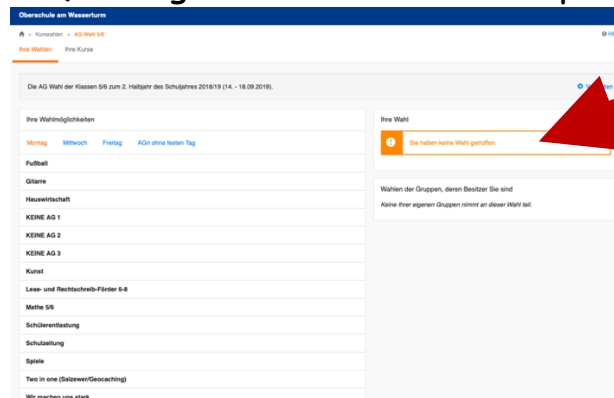 Oberschule am Wasserturm
Kurswahlen AG-Wahl 5/6
Ihre Wahlen Ihre Kurse
Die AG Wahl der Klassen 5/6 zum 2. Halbjahr des Schuljahres 2018/19 (14. - 18.09.2019).
Ihre Wahlmöglichkeiten
Montag Mittwoch Freitag AGn ohne festen Tag
Fußball
Gitarre
Hauswirtschaft
KEINE AG 1
KEINE AG 2
KEINE AG 3
Kunst
Lese- und Rechtschreib-Förder 6-8
Mathe 5/6
Schülerentlastung
Schulzeitung
Spiele
Two in one (Salzewer/Geocaching)
Wir machen uns stark
Ihre Wahl
Sie haben keine Wahl getroffen.
Wahlen der Gruppen, deren Besitzer Sie sind
Keine Ihrer eigenen Gruppen nimmt an dieser Wahl teil.